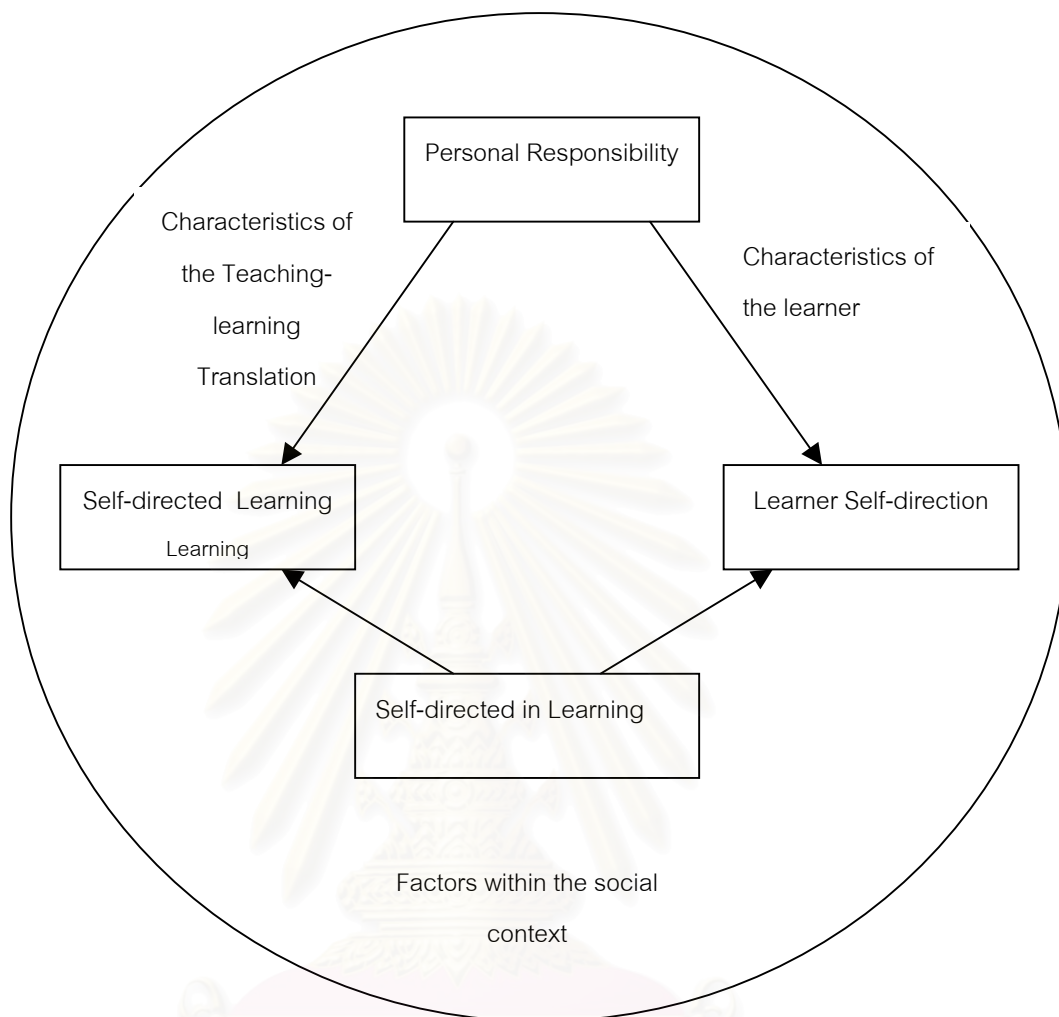 Personal Responsibility
Characteristics of
the Teaching-
learning
Translation
Characteristics of
the learner
Self-directed Learning
Learning
Learner Self-direction
Self-directed in Learning
Factors within the social
context